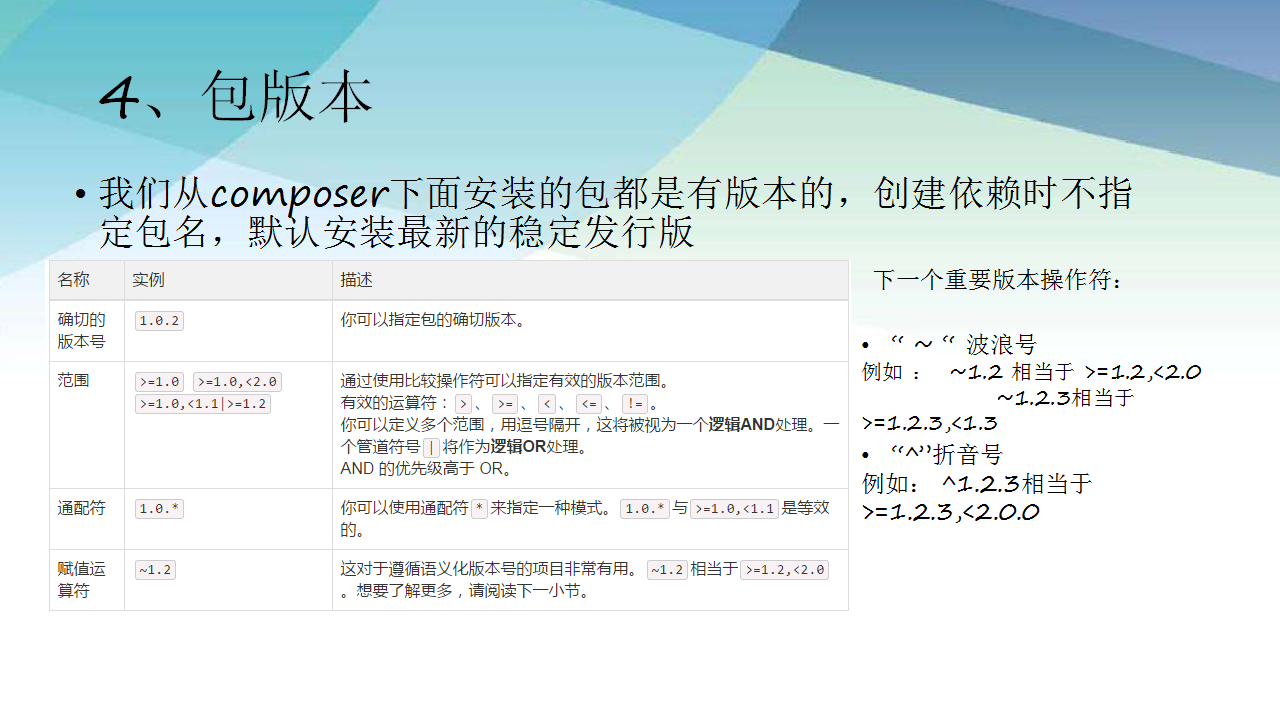 4、包版本
• 我们从composer下面安装的包都是有版本的，创建依赖时不指
定包名，默认安装最新的稳定发行版
名称 实例 描述
确切的 1.0.2 你可以指定包的确切版本。
版本号
范围 >=1.0 >=1.0,<2.0 通过使用比较操作符可以指定有效的版本范围。
>=1.0,<1.1|>=1.2 有效的运算符：>、>=、<、<=、!=。
你可以定义多个范围，用逗号隔开，这将被视为一个逻辑AND处理。一
个管道符号|将作为逻辑OR处理。
AND 的优先级高于 OR。
通配符 1.0.* 你可以使用通配符*来指定一种模式。1.0.*与>=1.0,<1.1是等效
的。
赋值运 ~1.2 这对于遵循语义化版本号的项目非常有用。~1.2相当于>=1.2,<2.0
算符 。想要了解更多，请阅读下一小节。
下一个重要版本操作符：
• “ ~ “ 波浪号
例如 ： ~1.2 相当于 >=1.2,<2.0
~1.2.3相当于
>=1.2.3,<1.3
• “^”折音号
例如： ^1.2.3相当于
>=1.2.3,<2.0.0